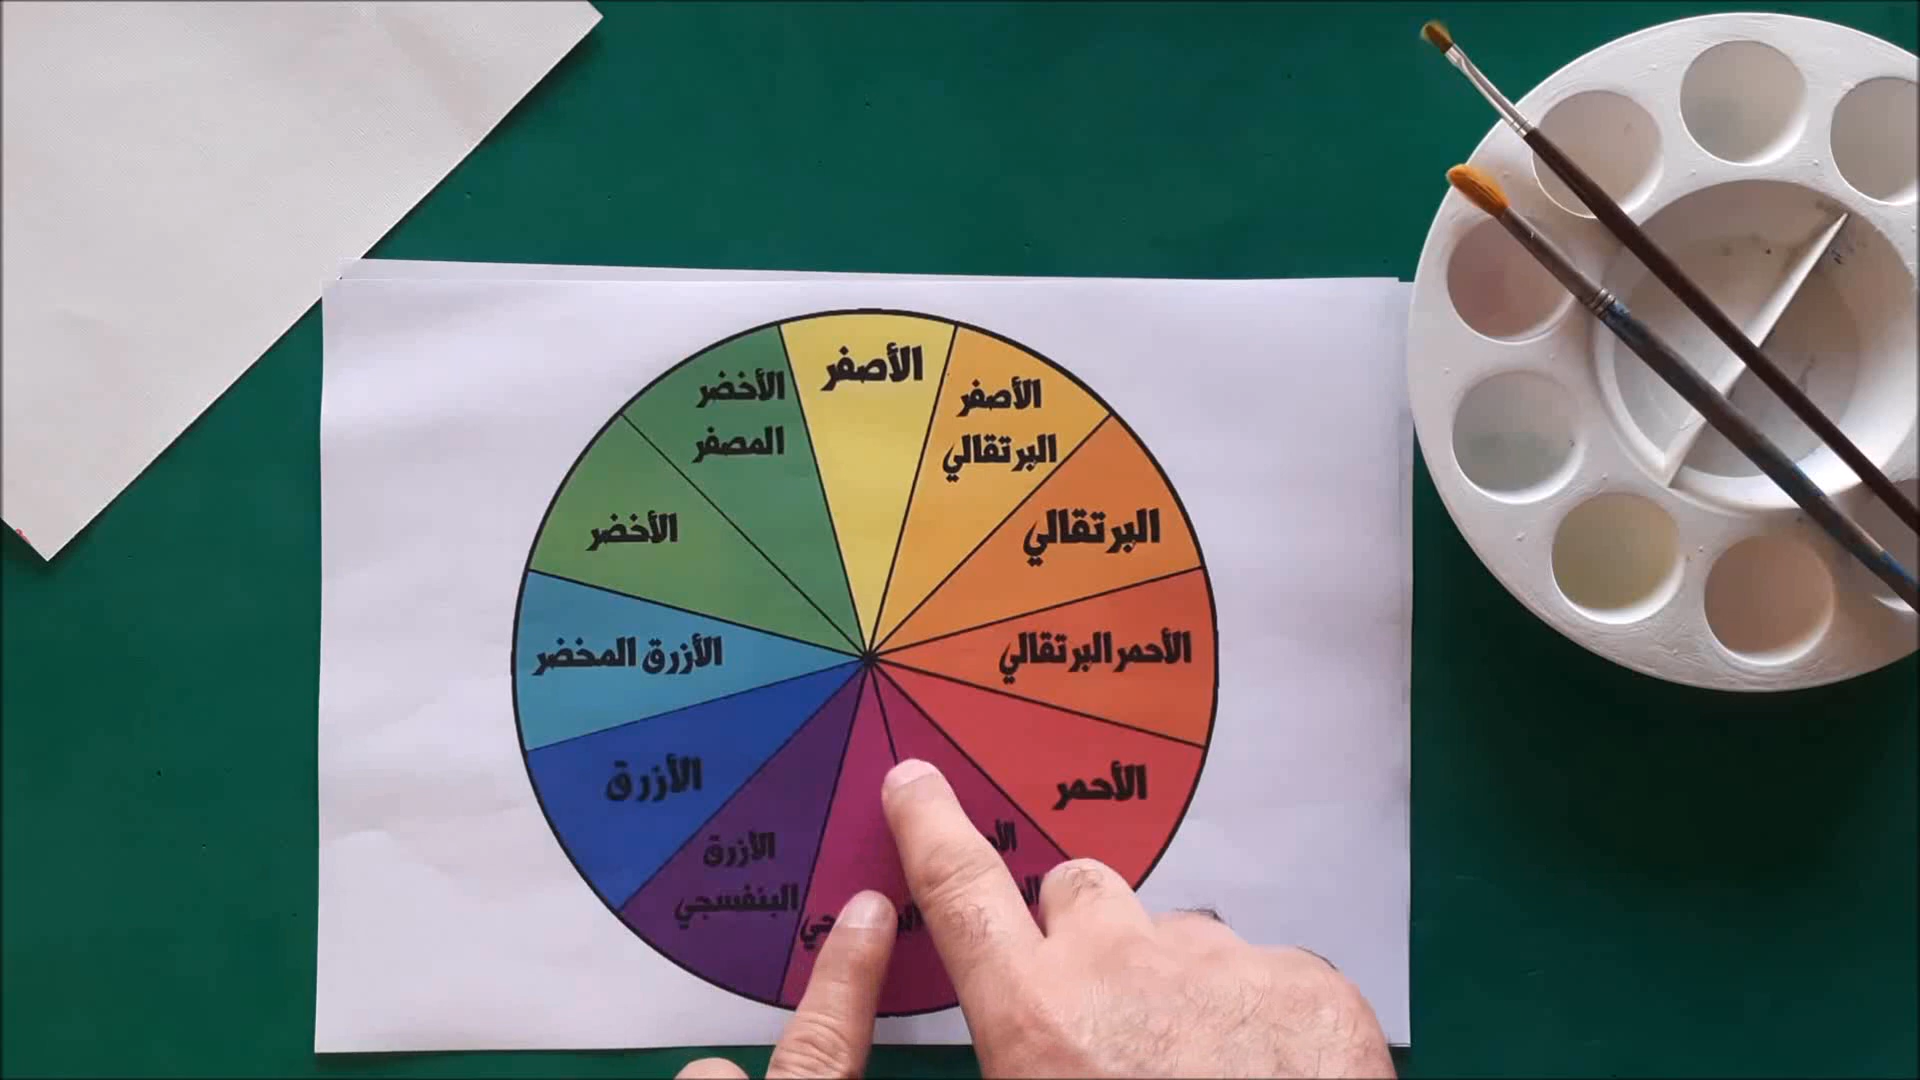 الأصفر
الأصفر
البرتقالي
البرتقالي
الأحمر البرتقالي
الأحمر
الأزرق
البنفسجي
الأزرق
الأزرق المخضر
الأخضر
الأخضر
المصفر